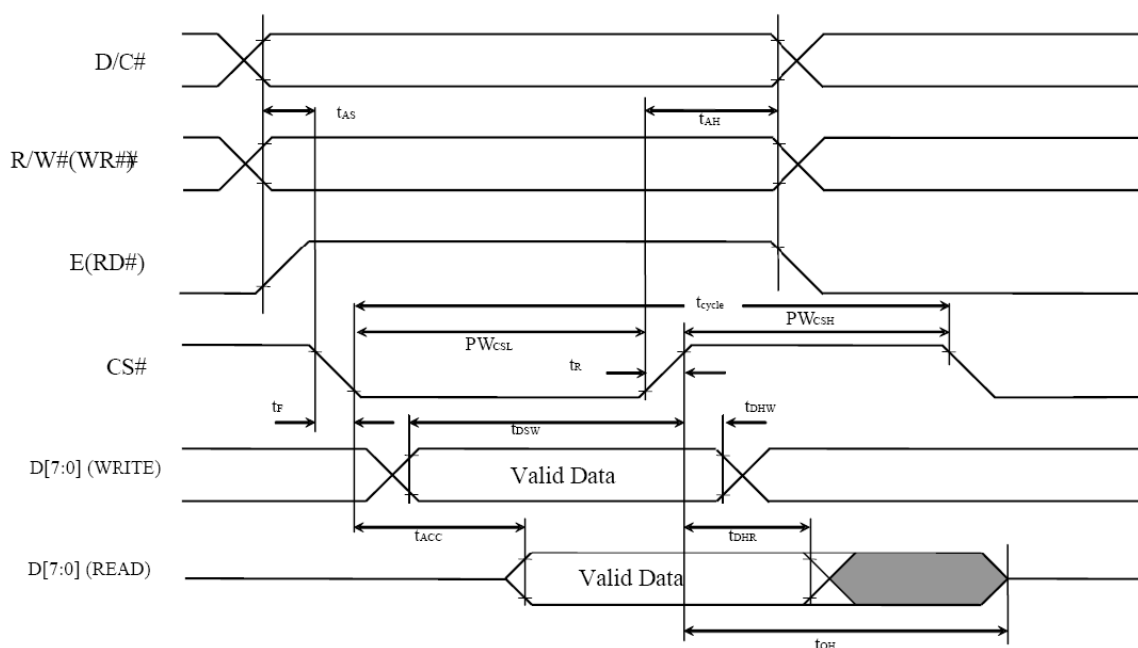 D/C#
tAS
tAH
R/W#(WR##)
E(RD#)
tcycle
PWCSL
PWCSH
CS#
tR
tF
tDSW
tDHW
D[7:0] (WRITE)
Valid Data
tACC
tDHR
D[7:0] (READ)
Valid Data
tOH